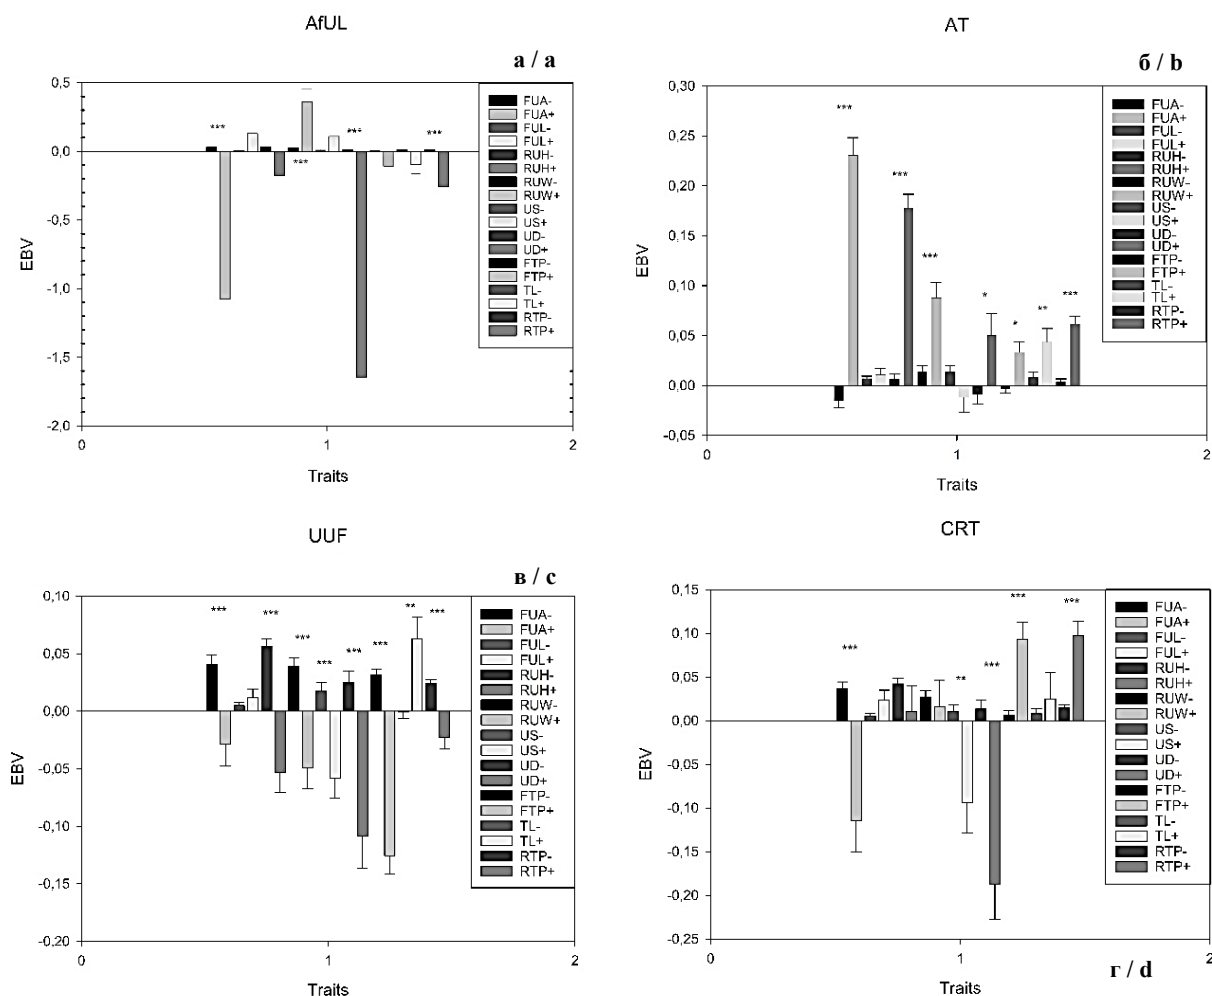 AfUL
а / a
0,5
0,0
-0,5
-1,0
-1,5
-2,0
EBV
***
***
***
***
0
1
2
Traits
FUA-
FUA+
FUL-
FUL+
RUH-
RUH+
RUW-
RUW+
US-
US+
UD-
UD+
FTP-
FTP+
TL-
TL+
RTP-
RTP+
AT
б / b
0,30
0,25
0,20
0,15
0,10
0,05
0,00
-0,05
EBV
***
***
***
*
*
**
***
0
1
2
Traits
FUA-
FUA+
FUL-
FUL+
RUH-
RUH+
RUW-
RUW+
US-
US+
UD-
UD+
FTP-
FTP+
TL-
TL+
RTP-
RTP+
UUF
в / c
0,10
0,05
0,00
-0,05
-0,10
-0,15
-0,20
EBV
***
***
***
***
***
***
**
***
0
1
2
Traits
FUA-
FUA+
FUL-
FUL+
RUH-
RUH+
RUW-
RUW+
US-
US+
UD-
UD+
FTP-
FTP+
TL-
TL+
RTP-
RTP+
CRT
0,15
0,10
0,05
0,00
-0,05
-0,10
-0,15
-0,20
-0,25
EBV
***
**
***
***
***
0
1
2
Traits
FUA-
FUA+
FUL-
FUL+
RUH-
RUH+
RUW-
RUW+
US-
US+
UD-
UD+
FTP-
FTP+
TL-
TL+
RTP-
RTP+
г / d